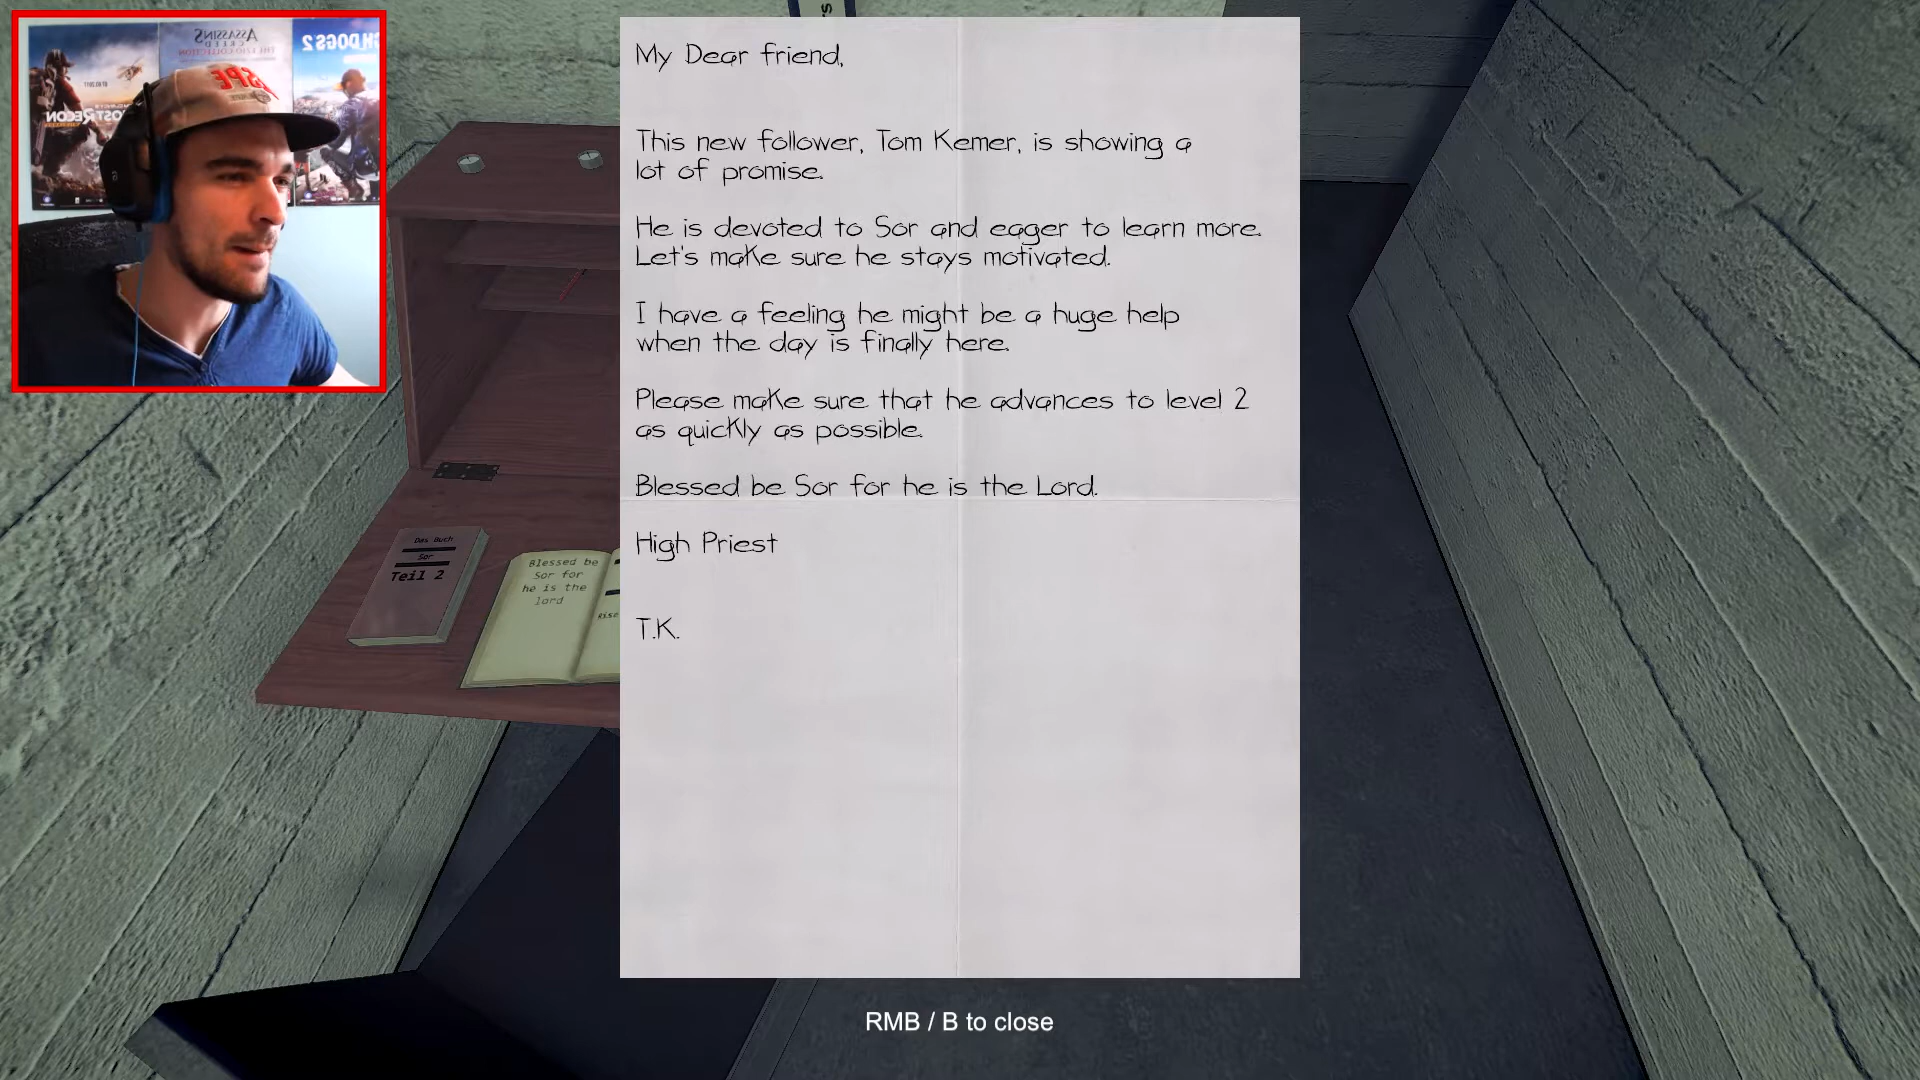 ASSASSIN'S
CREED
THE EZIO COLLECTION
My Dear friend,
This new follower, Tom Kemer, is showing a
lot of promise.
He is devoted to Sor and eager to learn more.
Let's make sure he stays motivated.
I have a feeling he might be a huge help
when the day is finally here.
Please make sure that he advances to level 2
as quickly as possible.
Blessed be Sor for he is the Lord.
High Priest
T.K.
Das Buch
Sor
Teil 2
Blessed be
Sor for
he is the
lord
RMB / B to close